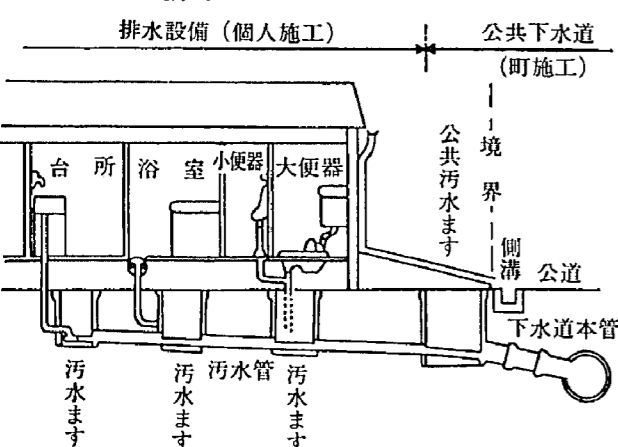 排水設備（個人施工）
公共下水道
（町施工）
台所
浴室
小便器
大便器
公共汚水ます
境界
側溝
公道
下水道本管
汚水ます
汚水ます
汚水管
汚水ます